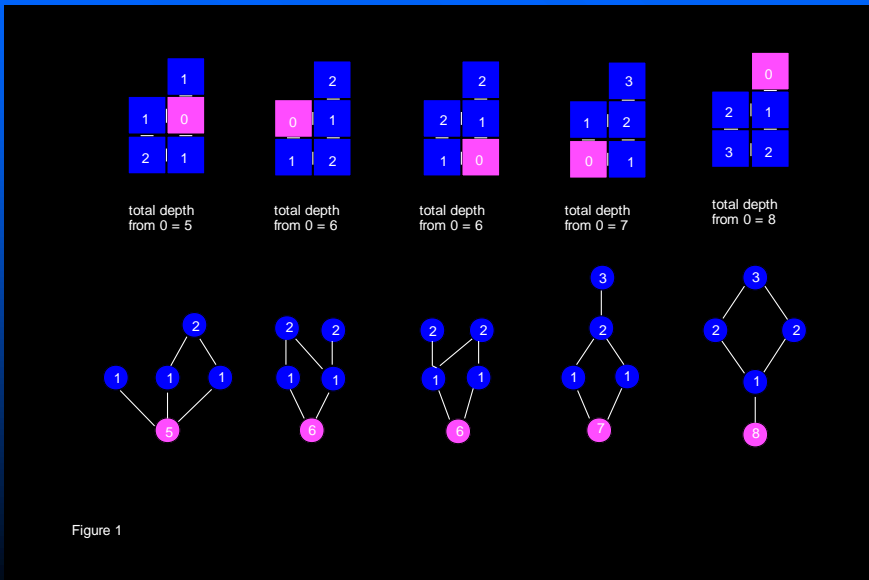 1
1 0
2 1
2
0 1
1 2
2
2 1
1 0
3
1 2
0 1
0
2 1
3 2
total depth
from 0 = 5
total depth
from 0 = 6
total depth
from 0 = 6
total depth
from 0 = 7
total depth
from 0 = 8
2
1 1 1
5
2 2
1 1
6
2 2
1 1
6
3
2
1 1
7
3
2 2
1
8
Figure 1